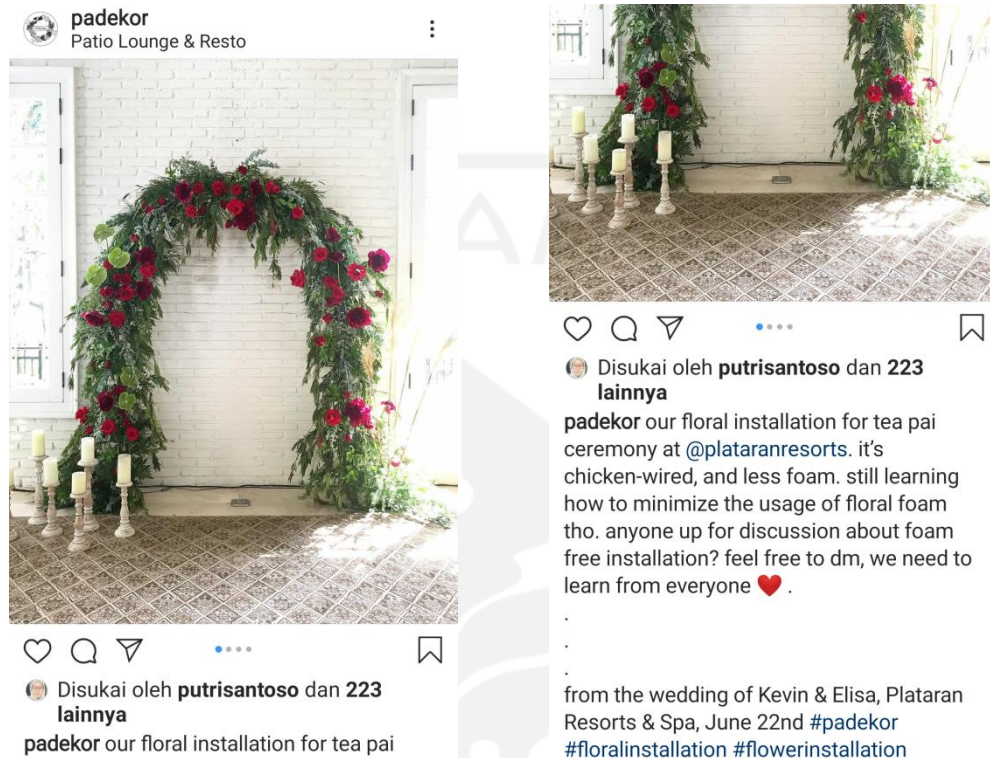 padekor
Patio Lounge & Resto
Disukai oleh putrisantoso dan 223
lainnya
padekor our floral installation for tea pai
Disukai oleh putrisantoso dan 223
lainnya
padekor our floral installation for tea pai
ceremony at @plataranresorts. it's
chicken-wired, and less foam. still learning
how to minimize the usage of floral foam
tho. anyone up for discussion about foam
free installation? feel free to dm, we need to
learn from everyone ❤️ .
.
.
.
from the wedding of Kevin & Elisa, Plataran
Resorts & Spa, June 22nd #padekor
#floralinstallation #flowerinstallation